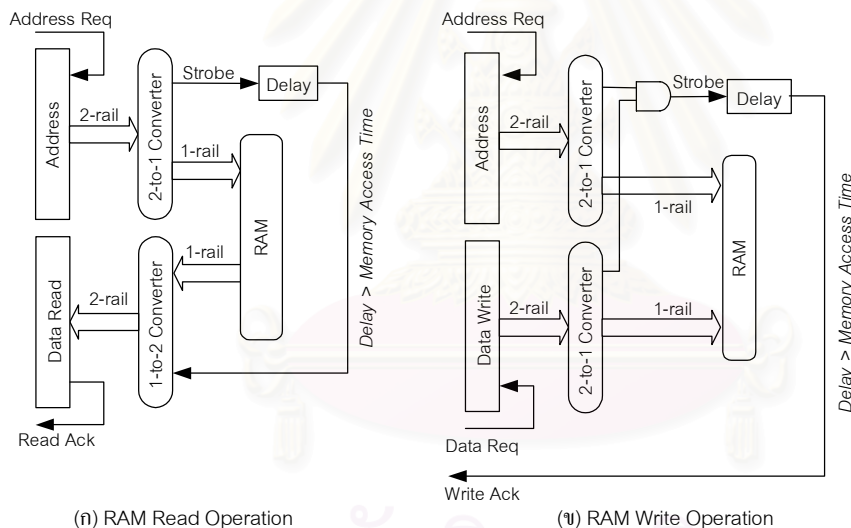 Address Req
Address
2-rail
2-to-1 Converter
Strobe
Delay
1-rail
RAM
1-rail
1-to-2 Converter
2-rail
Data Read
Read Ack
Delay > Memory Access Time
(ก) RAM Read Operation
Address Req
Address
2-rail
2-to-1 Converter
Strobe
Delay
1-rail
RAM
Data Write
2-rail
2-to-1 Converter
1-rail
Data Req
Write Ack
Delay > Memory Access Time
(ข) RAM Write Operation